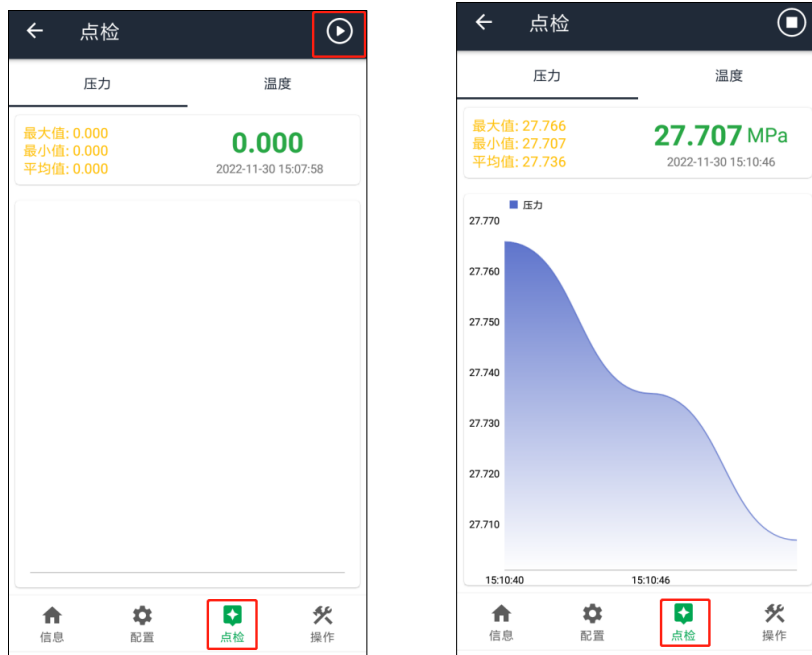 点检
压力 温度
最大值: 0.000
最小值: 0.000
平均值: 0.000
0.000
2022-11-30 15:07:58
信息 配置 点检 操作
点检
压力 温度
最大值: 27.766
最小值: 27.707
平均值: 27.736
27.707 MPa
2022-11-30 15:10:46
压力
27.770
27.760
27.750
27.740
27.730
27.720
27.710
15:10:40 15:10:46
信息 配置 点检 操作